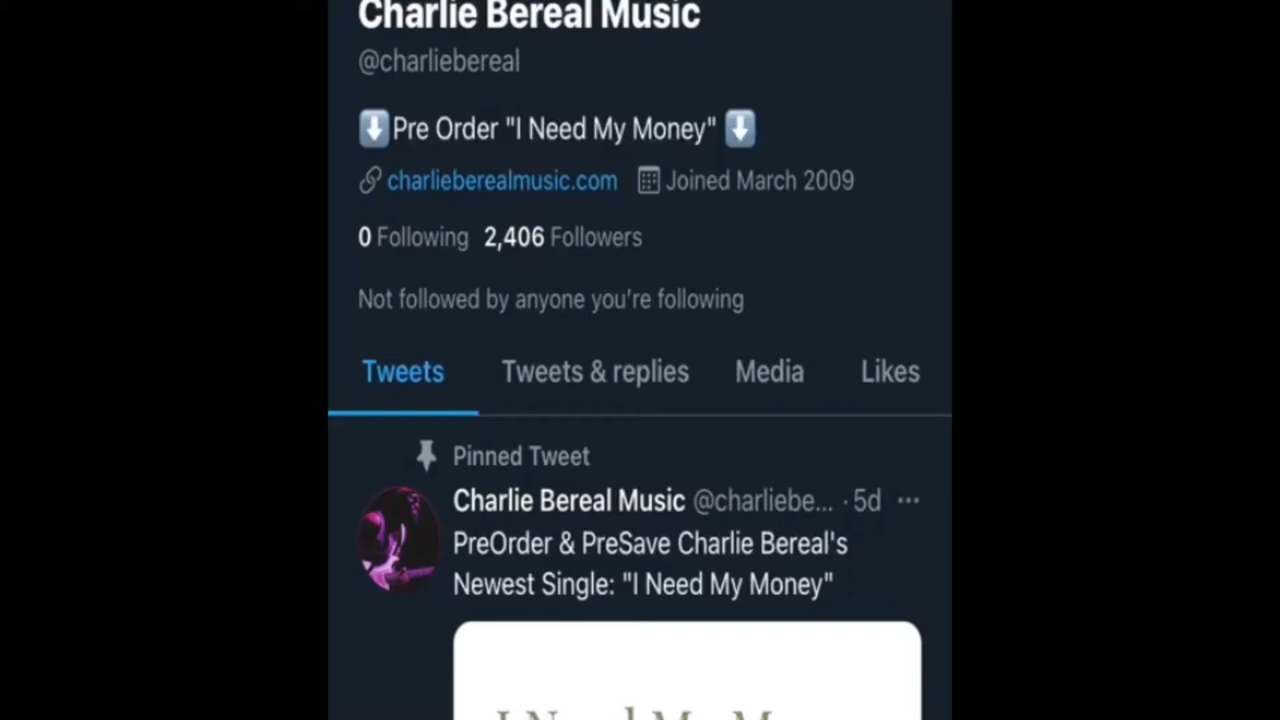 Charlie Bereal Music
@charliebereal
⬇️Pre Order "I Need My Money" ⬇️
charlieberealmusic.com Joined March 2009
0 Following 2,406 Followers
Not followed by anyone you're following
Tweets Tweets & replies Media Likes
Pinned Tweet
Charlie Bereal Music @charliebe... · 5d ...
PreOrder & PreSave Charlie Bereal's
Newest Single: "I Need My Money"
I Need My M